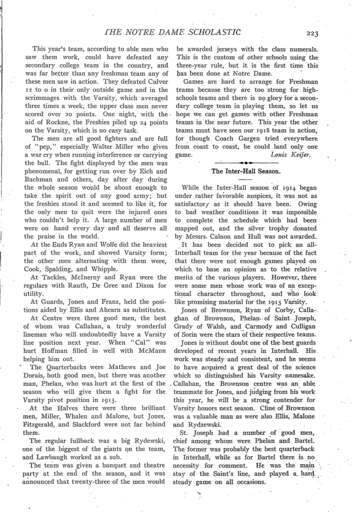 THE NOTRE DAME SCHOLASTIC 223
This year's team, according to able men who
saw them work, could have defeated any
secondary college team in the country, and
was far better than any freshman team any of
these men saw in action. They defeated Culver
12 to 0 in their only outside game and in the
scrimmages with the Varsity, which averaged
three times a week, the upper class men never
scored over 20 points. One night, with the
aid of Rockne, the Freshies piled up 24 points
on the Varsity, which is no easy task.
The men are all good fighters and are full
of "pep," especially Walter Miller who gives
a war cry when running interference or carrying
the ball. The fight displayed by the men was
phenomenal, for getting run over by Eich and
Bachman and others, day after day during
the whole season would be about enough to
take the spirit out of any good army; but
the freshies stood it and seemed to like it, for
the only men to quit were the injured ones
who couldn't help it. A large number of men
were on hand every day and all deserve all
the praise in the world.
At the Ends Ryan and Wolfe did the heaviest
part of the work, and showed Varsity form;
the other men alternating with them were,
Cook, Spalding, and Whipple.
At Tackles, McInerny and Ryan were the
regulars with Rauth, De Gree and Dixon for
utility.
At Guards, Jones and Franz, held the posi-
tions aided by Ellis and Ahearn as substitutes.
At Centre were three good men, the best
of whom was Callahan, a truly wonderful
lineman who will undoubtedly have a Varsity
line position next year. When "Cal" was
hurt Hoffman filled in well with McMann
helping him out.
The Quarterbacks were Mathews and Joe
Dorais, both good men, but there was another
man, Phelan, who was hurt at the first of the
season who will give them a fight for the
Varsity pivot position in 1915.
At the Halves there were three brilliant
men, Miller, Whalen and Malone, but Jones,
Fitzgerald, and Slackford were not far behind
them.
The regular fullback was a big Rydewski,
one of the biggest of the giants on the team,
and Lawbaugh worked as a sub.
The team was given a banquet and theatre
party at the end of the season, and it was
announced that twenty-three of the men would
be awarded jerseys with the class numerals.
This is the custom of other schools using the
three-year rule, but it is the first time this
has been done at Notre Dame.
Games are hard to arrange for Freshman
teams because they are too strong for high-
schools teams and there is no glory for a secon-
dary college team in playing them, so let us
hope we can get games with other Freshman
teams in the near future. This year the other
teams must have seen our 1918 team in action,
for though Coach Gargen tried everywhere
from coast to coast, he could land only one
game. Louis Keifer.
The Inter-Hall Season.
While the Inter-Hall season of 1914 began
under rather favorable auspices, it was not as
satisfactory as it should have been. Owing
to bad weather conditions it was impossible
to complete the schedule which had been
mapped out, and the silver trophy donated
by Messrs. Calnon and Hull was not awarded.
It has been decided not to pick an all-
Interhall team for the year because of the fact
that there were not enough games played on
which to base an opinion as to the relative
merits of the various players. However, there
were some men whose work was of an excep-
tional character throughout, and who look
like promising material for the 1915 Varsity.
Jones of Brownson, Ryan of Corby, Calla-
ghan of Brownson, Phelan of Saint Joseph,
Grady of Walsh, and Carmody and Culligan
of Sorin were the stars of their respective teams.
Jones is without doubt one of the best guards
developed of recent years in Interhall. His
work was steady and consistent, and he seems
to have acquired a great deal of the science
which so distinguished his Varsity namesake.
Callahan, the Brownson centre was an able
teammate for Jones, and judging from his work
this year, he will be a strong contender for
Varsity honors next season. Cline of Brownson
was a valuable man as were also Ellis, Malone
and Rydzewski.
St. Joseph had a number of good men,
chief among whom were Phelan and Bartel.
The former was probably the best quarterback
in Interhall, while as for Bartel there is no
necessity for comment. He was the main
stay of the Saint's line, and played a hard
steady game on all occasions.